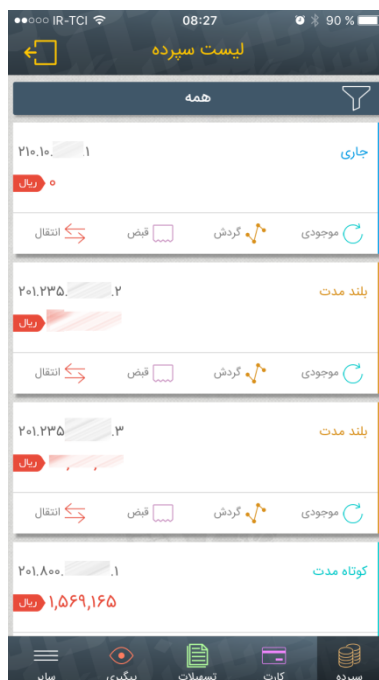 IR-TCI 08:27 90 %
لیست سپرده
همه
جاری
۲۱۰.۱۰. .۱
۰ ریال
موجودی گردش قبض انتقال
بلند مدت
۲۰۱.۲۳۵. .۲
ریال
موجودی گردش قبض انتقال
بلند مدت
۲۰۱.۲۳۵ .۳
ریال
موجودی گردش قبض انتقال
کوتاه مدت
۲۰۱.۸۰۰. .۱
۱,۵۶۹,۱۶۵ ریال
سپرده کارت تسهیلات پیگیری سایر